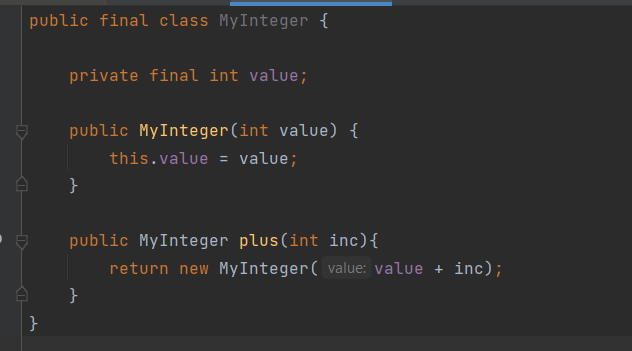 public final class MyInteger {
private final int value;
public MyInteger(int value) {
this.value = value;
}
public MyInteger plus(int inc){
return new MyInteger( value: value + inc);
}
}